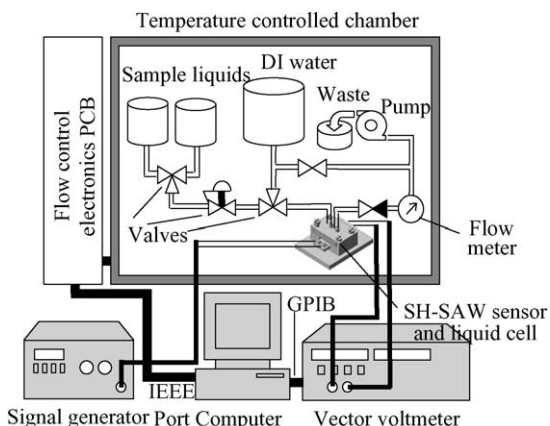 Temperature controlled chamber
DI water
Sample liquids
Waste
Pump
Flow control
electronics PCB
Valves
Flow
meter
GPIB
SH-SAW sensor
and liquid cell
IEEE
Signal generator
Port Computer
Vector voltmeter